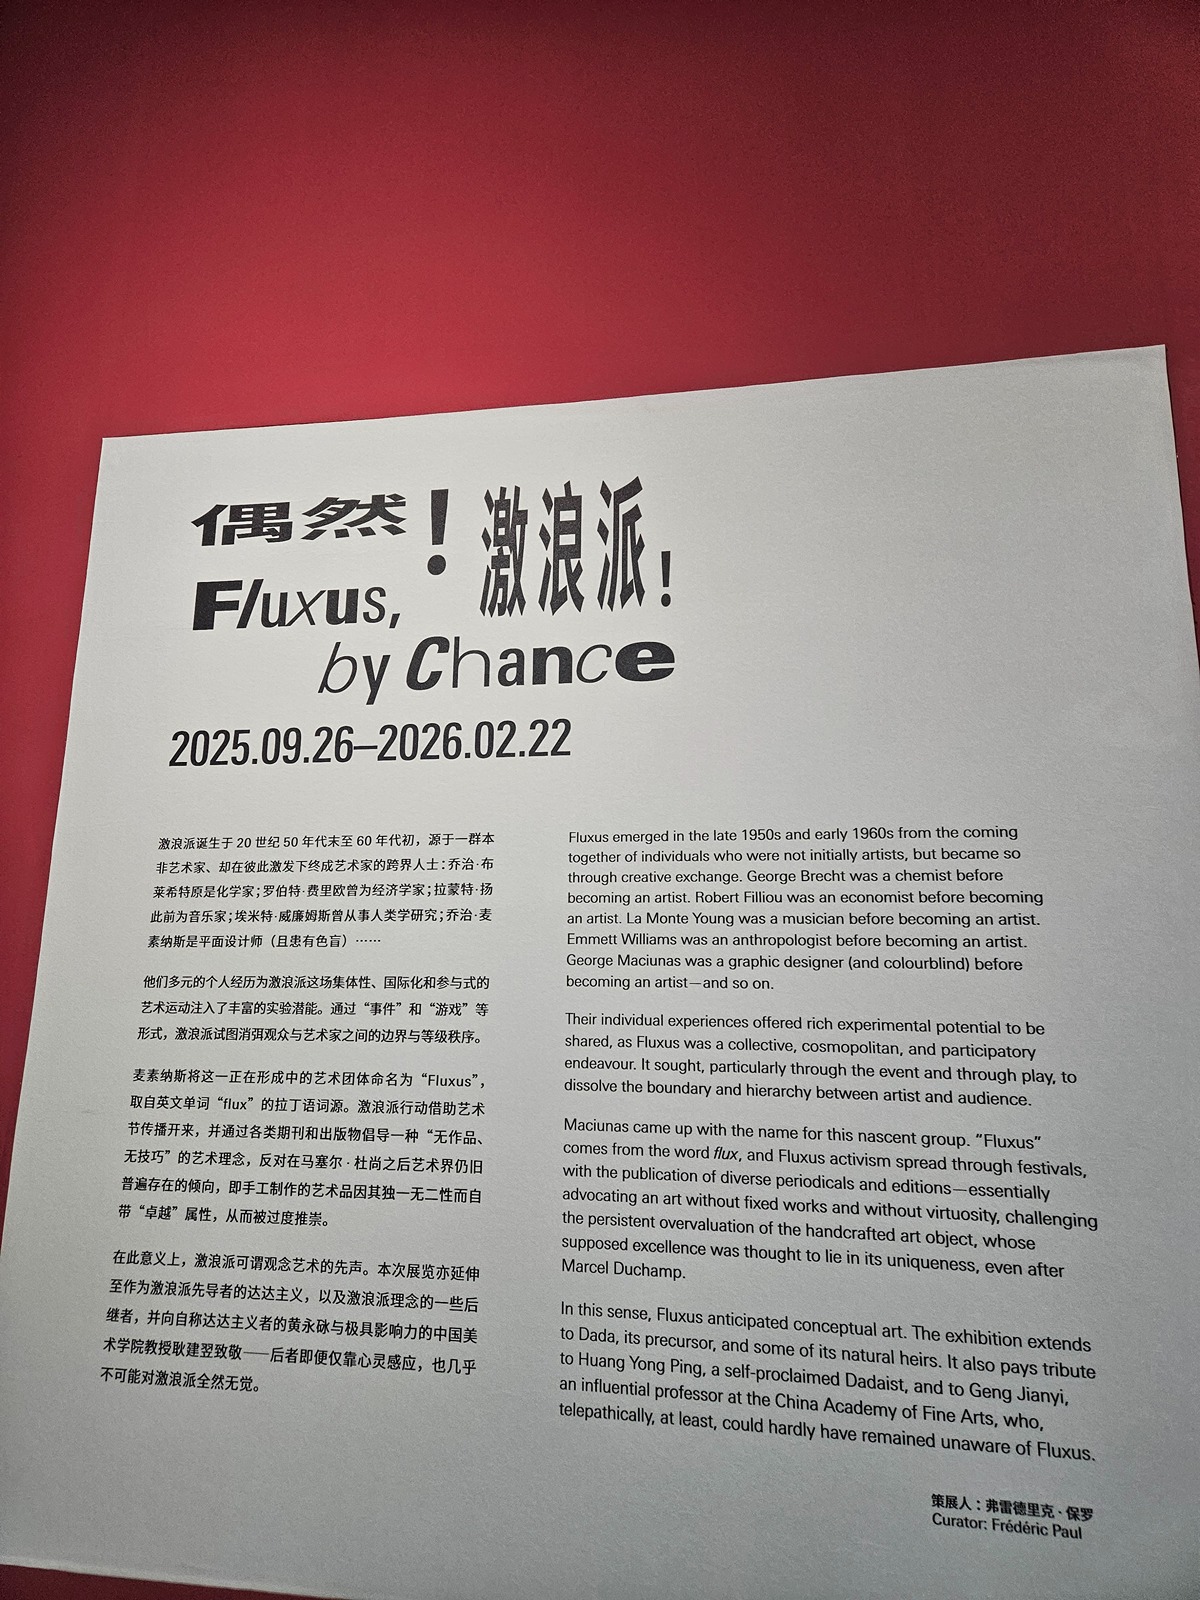 偶然！激浪派！
Fluxus,
by Chance
2025.09.26–2026.02.22
激浪派诞生于 20 世纪 50 年代末至 60 年代初，源于一群本
非艺术家、却在彼此激发下终成艺术家的跨界人士：乔治·布
莱希特原是化学家；罗伯特·费里欧曾为经济学家；拉蒙特·扬
此前为音乐家；埃米特·威廉姆斯曾从事人类学研究；乔治·麦
素纳斯是平面设计师（且患有色盲）……
他们多元的个人经历为激浪派这场集体性、国际化和参与式的
艺术运动注入了丰富的实验潜能。通过“事件”和“游戏”等
形式，激浪派试图消弭观众与艺术家之间的边界与等级秩序。
麦素纳斯将这一正在形成中的艺术团体命名为“Fluxus”，
取自英文单词“flux”的拉丁语词源。激浪派行动借助艺术
节传播开来，并通过各类期刊和出版物倡导一种“无作品、
无技巧”的艺术理念，反对在马塞尔·杜尚之后艺术界仍旧
普遍存在的倾向，即手工制作的艺术品因其独一无二性而自
带“卓越”属性，从而被过度推崇。
在此意义上，激浪派可谓观念艺术的先声。本次展览亦延伸
至作为激浪派先导者的达达主义，以及激浪派理念的一些后
继者，并向自称达达主义者的黄永砯与极具影响力的中国美
术学院教授耿建翌致敬——后者即便仅靠心灵感应，也几乎
不可能对激浪派全然无觉。
Fluxus emerged in the late 1950s and early 1960s from the coming
together of individuals who were not initially artists, but became so
through creative exchange. George Brecht was a chemist before
becoming an artist. Robert Filliou was an economist before becoming
an artist. La Monte Young was a musician before becoming an artist.
Emmett Williams was an anthropologist before becoming an artist.
George Maciunas was a graphic designer (and colourblind) before
becoming an artist—and so on.
Their individual experiences offered rich experimental potential to be
shared, as Fluxus was a collective, cosmopolitan, and participatory
endeavour. It sought, particularly through the event and through play, to
dissolve the boundary and hierarchy between artist and audience.
Maciunas came up with the name for this nascent group. “Fluxus”
comes from the word flux, and Fluxus activism spread through festivals,
with the publication of diverse periodicals and editions—essentially
advocating an art without fixed works and without virtuosity, challenging
the persistent overvaluation of the handcrafted art object, whose
supposed excellence was thought to lie in its uniqueness, even after
Marcel Duchamp.
In this sense, Fluxus anticipated conceptual art. The exhibition extends
to Dada, its precursor, and some of its natural heirs. It also pays tribute
to Huang Yong Ping, a self-proclaimed Dadaist, and to Geng Jianyi,
an influential professor at the China Academy of Fine Arts, who,
telepathically, at least, could hardly have remained unaware of Fluxus.
策展人：弗雷德里克·保罗
Curator: Frédéric Paul